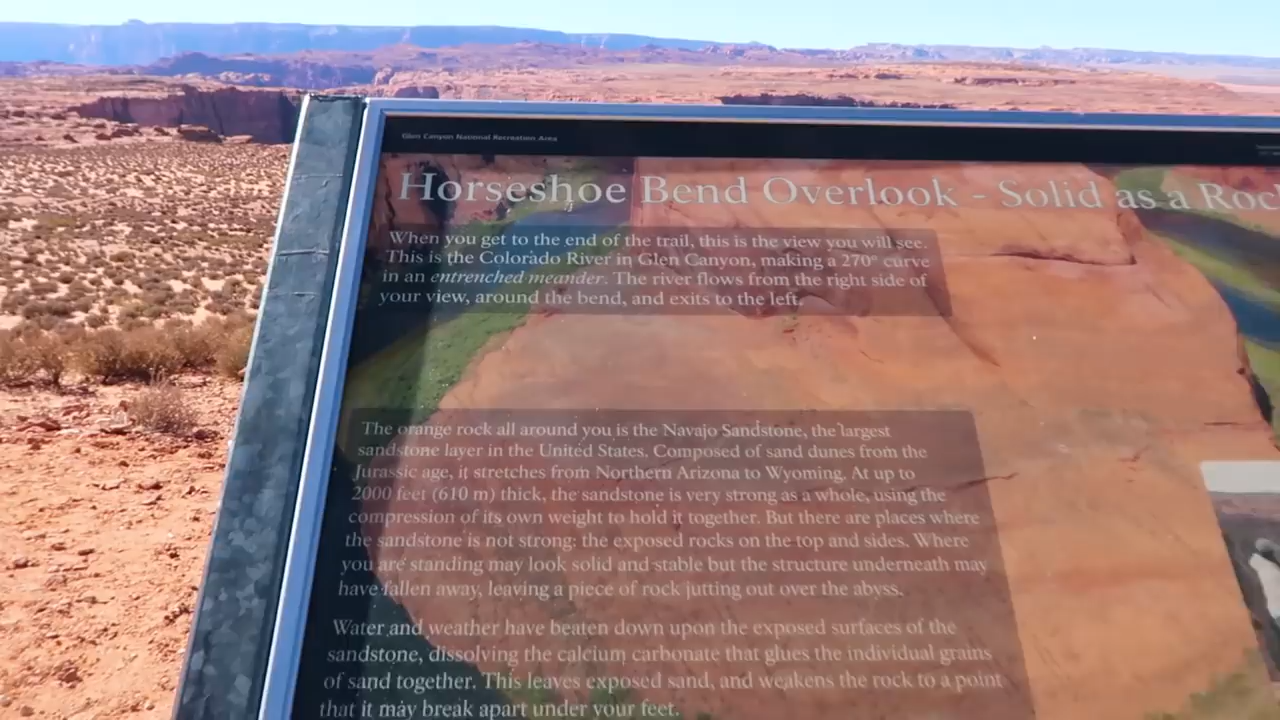 Glen Canyon National Recreation Area
Horseshoe Bend Overlook - Solid as a Roc
When you get to the end of the trail, this is the view you will see.
This is the Colorado River in Glen Canyon, making a 270° curve
in an entrenched meander. The river flows from the right side of
your view, around the bend, and exits to the left.
The orange rock all around you is the Navajo Sandstone, the largest
sandstone layer in the United States. Composed of sand dunes from the
Jurassic age, it stretches from Northern Arizona to Wyoming. At up to
2000 feet (610 m) thick, the sandstone is very strong as a whole, using the
compression of its own weight to hold it together. But there are places where
the sandstone is not strong: the exposed rocks on the top and sides. Where
you are standing may look solid and stable but the structure underneath may
have fallen away, leaving a piece of rock jutting out over the abyss.
Water and weather have beaten down upon the exposed surfaces of the
sandstone, dissolving the calcium carbonate that glues the individual grains
of sand together. This leaves exposed sand, and weakens the rock to a point
that it may break apart under your feet.